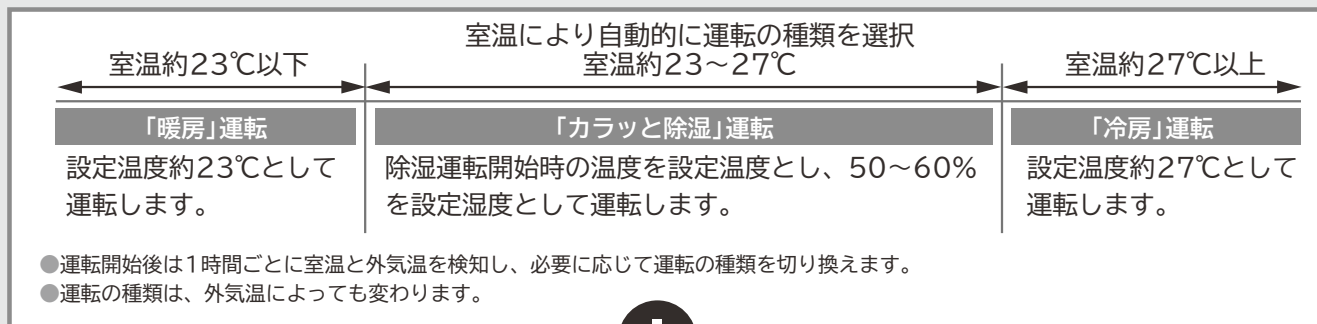 室温により自動的に運転の種類を選択
室温約23℃以下
室温約23～27℃
室温約27℃以上
「暖房」運転
「カラッと除湿」運転
「冷房」運転
設定温度約23℃として
運転します。
除湿運転開始時の温度を設定温度とし、50～60%
を設定湿度として運転します。
設定温度約27℃として
運転します。
●運転開始後は1時間ごとに室温と外気温を検知し、必要に応じて運転の種類を切り換えます。
●運転の種類は、外気温によっても変わります。